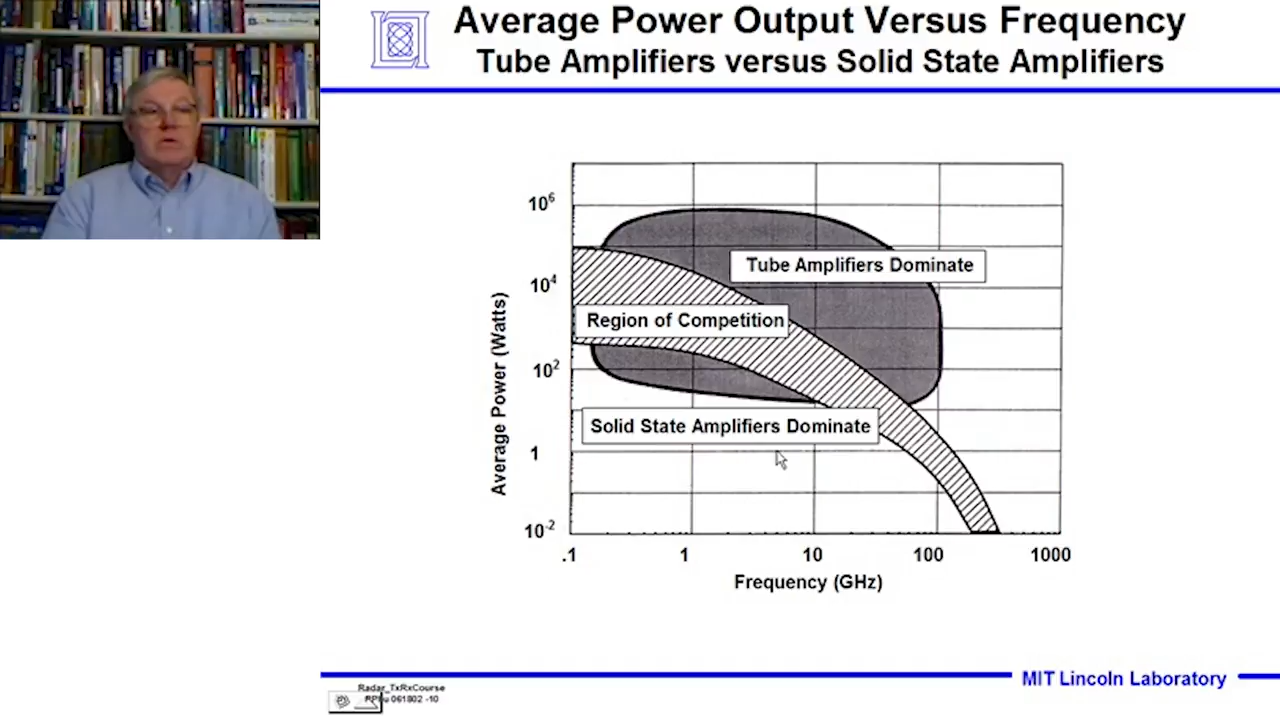 Average Power Output Versus Frequency
Tube Amplifiers versus Solid State Amplifiers
10⁶
10⁴
10²
1
10⁻²
Average Power (Watts)
Tube Amplifiers Dominate
Region of Competition
Solid State Amplifiers Dominate
.1 1 10 100 1000
Frequency (GHz)
MIT Lincoln Laboratory
Radar_TxRxCourse
061802 -10